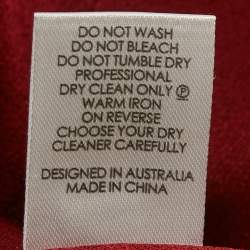 DO NOT WASH
DO NOT BLEACH
DO NOT TUMBLE DRY
PROFESSIONAL
DRY CLEAN ONLY Ⓟ
WARM IRON
ON REVERSE
CHOOSE YOUR DRY
CLEANER CAREFULLY
DESIGNED IN AUSTRALIA
MADE IN CHINA